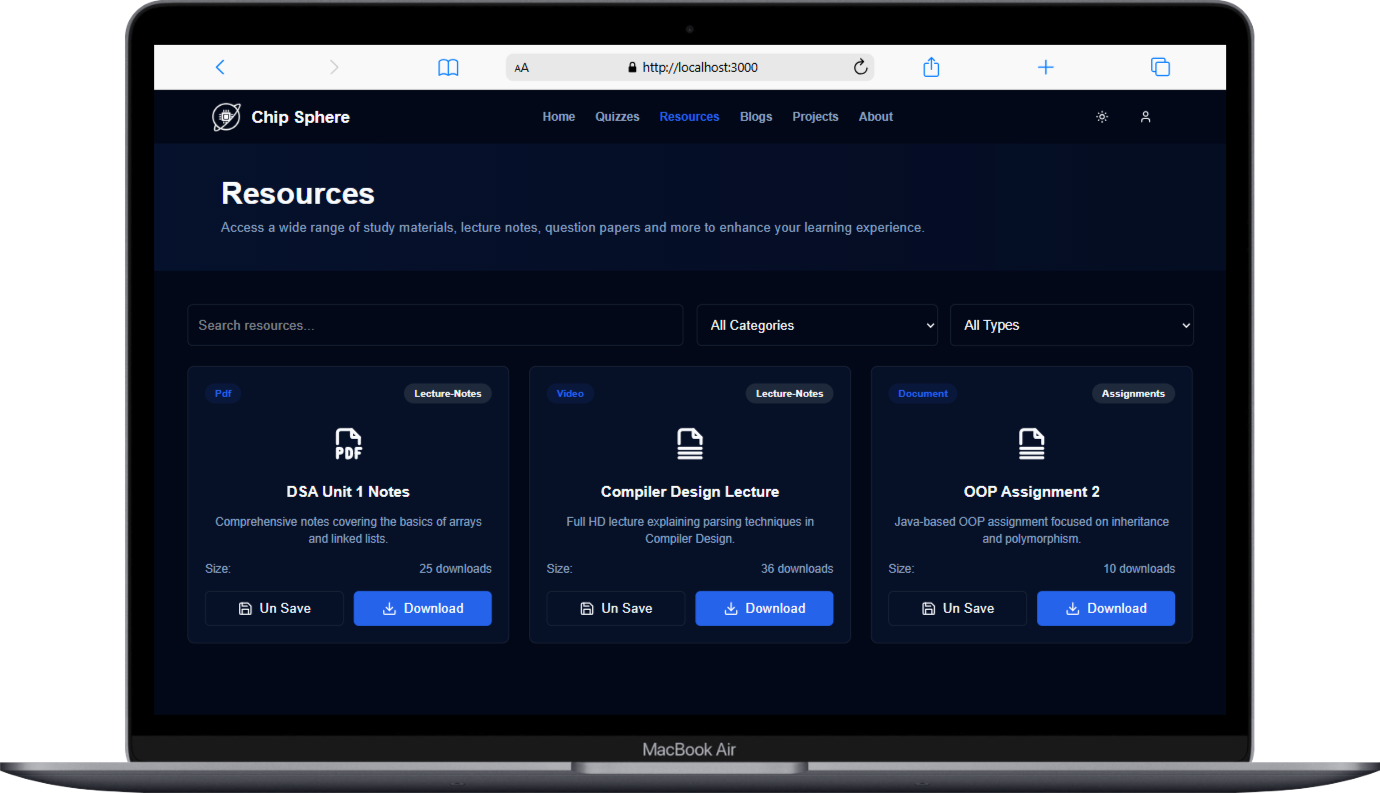 AA http://localhost:3000
Chip Sphere Home Quizzes Resources Blogs Projects About
Resources
Access a wide range of study materials, lecture notes, question papers and more to enhance your learning experience.
Search resources... All Categories All Types
Pdf Lecture-Notes
PDF
DSA Unit 1 Notes
Comprehensive notes covering the basics of arrays
and linked lists.
Size: 25 downloads
Un Save Download
Video Lecture-Notes
Compiler Design Lecture
Full HD lecture explaining parsing techniques in
Compiler Design.
Size: 36 downloads
Un Save Download
Document Assignments
OOP Assignment 2
Java-based OOP assignment focused on inheritance
and polymorphism.
Size: 10 downloads
Un Save Download
MacBook Air